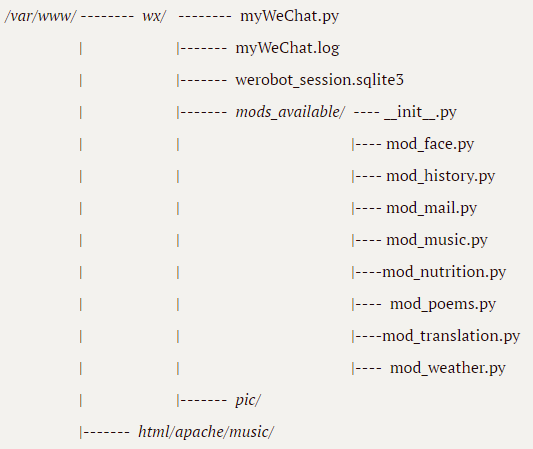 /var/www/ -------- wx/ -------- myWeChat.py
| |------- myWeChat.log
| |------- werobot_session.sqlite3
| |------- mods_available/ ---- __init__.py
| | |---- mod_face.py
| | |---- mod_history.py
| | |---- mod_mail.py
| | |---- mod_music.py
| | |----mod_nutrition.py
| | |---- mod_poems.py
| | |----mod_translation.py
| | |---- mod_weather.py
| |------- pic/
|------- html/apache/music/